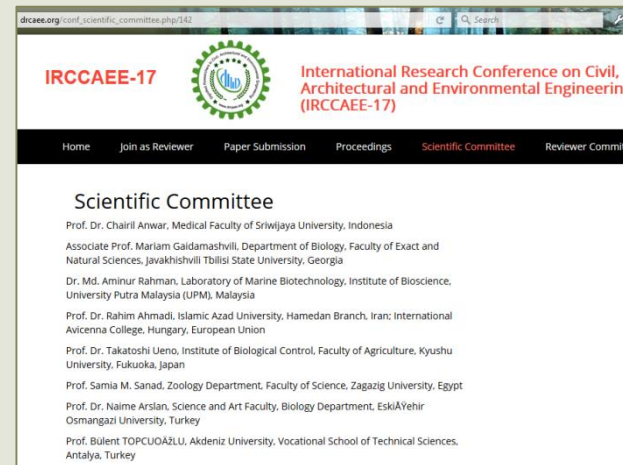 drcaee.org/conf_scientific_committee.php/142
Search
IRCCAEE-17
International Research Conference on Civil,
Architectural and Environmental Engineerin
(IRCCAEE-17)
Home Join as Reviewer Paper Submission Proceedings Scientific Committee Reviewer Commit
Scientific Committee
Prof. Dr. Chairil Anwar, Medical Faculty of Sriwijaya University, Indonesia
Associate Prof. Mariam Gaidamashvili, Department of Biology, Faculty of Exact and
Natural Sciences, Javakhishvili Tbilisi State University, Georgia
Dr. Md. Aminur Rahman, Laboratory of Marine Biotechnology, Institute of Bioscience,
University Putra Malaysia (UPM), Malaysia
Prof. Dr. Rahim Ahmadi, Islamic Azad University, Hamedan Branch, Iran; International
Avicenna College, Hungary, European Union
Prof. Dr. Takatoshi Ueno, Institute of Biological Control, Faculty of Agriculture, Kyushu
University, Fukuoka, Japan
Prof. Samia M. Sanad, Zoology Department, Faculty of Science, Zagazig University, Egypt
Prof. Dr. Naime Arslan, Science and Art Faculty, Biology Department, EskiÅŸehir
Osmangazi University, Turkey
Prof. Bülent TOPCUOÄžLU, Akdeniz University, Vocational School of Technical Sciences,
Antalya, Turkey